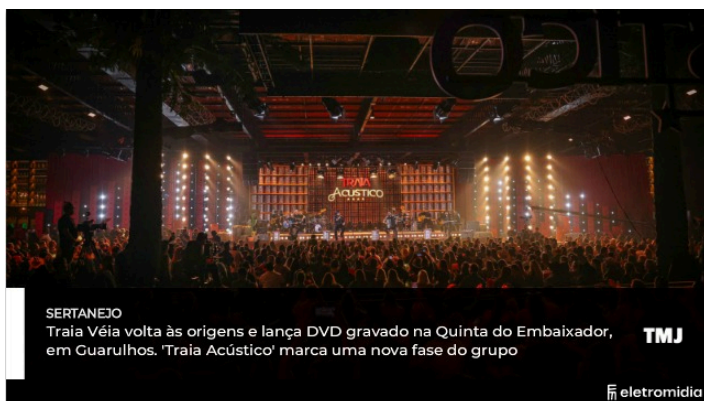 TRAIA
ACÚSTICO
SERTANEJO
Traia Véia volta às origens e lança DVD gravado na Quinta do Embaixador,
em Guarulhos. 'Traia Acústico' marca uma nova fase do grupo
TMJ
eletromidia